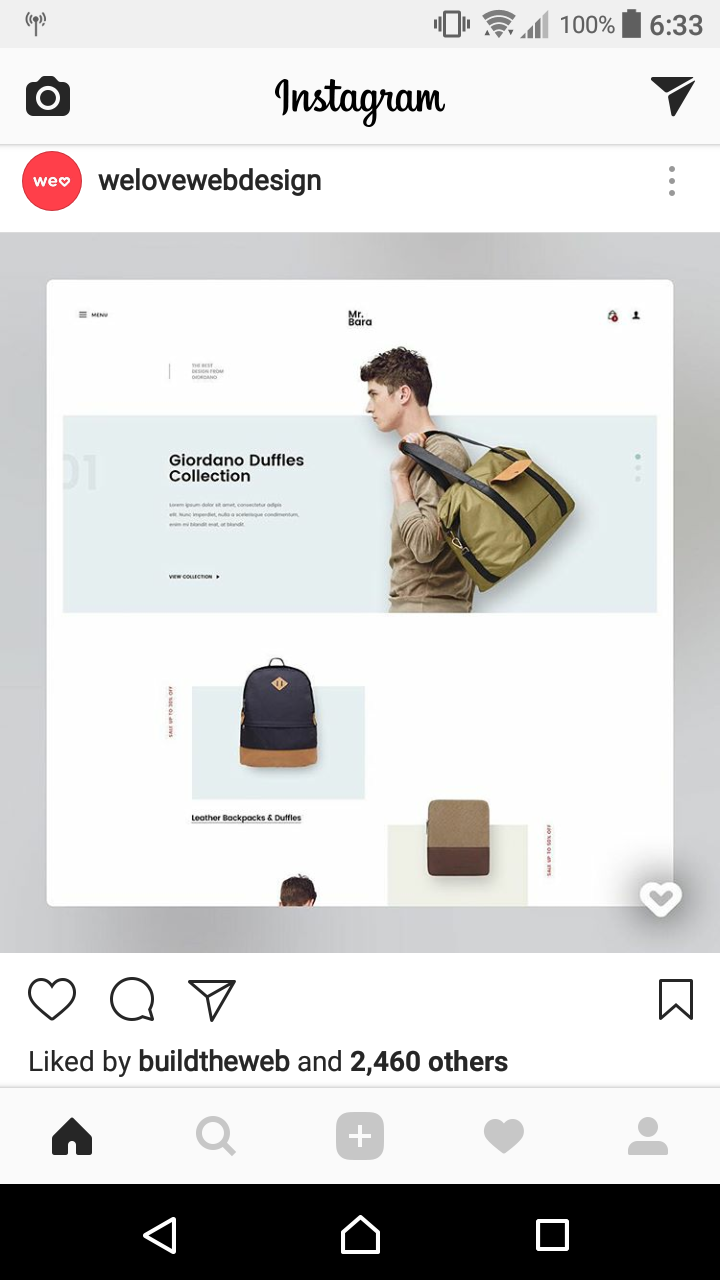 100% 6:33
Instagram
we
welovewebdesign
MENU
Mr.
Bara
THE BEST
DESIGN FROM
GIORDANO
01
Giordano Duffles
Collection
Lorem ipsum dolor sit amet, consectetur adipis
elit. Nunc imperdiet, nulla a scelerisque condimentum,
enim mi blandit erat, at blandit
VIEW COLLECTION
SALE UP TO 30% OFF
Leather Backpacks & Duffles
SALE UP TO 50% OFF
Liked by buildtheweb and 2,460 others